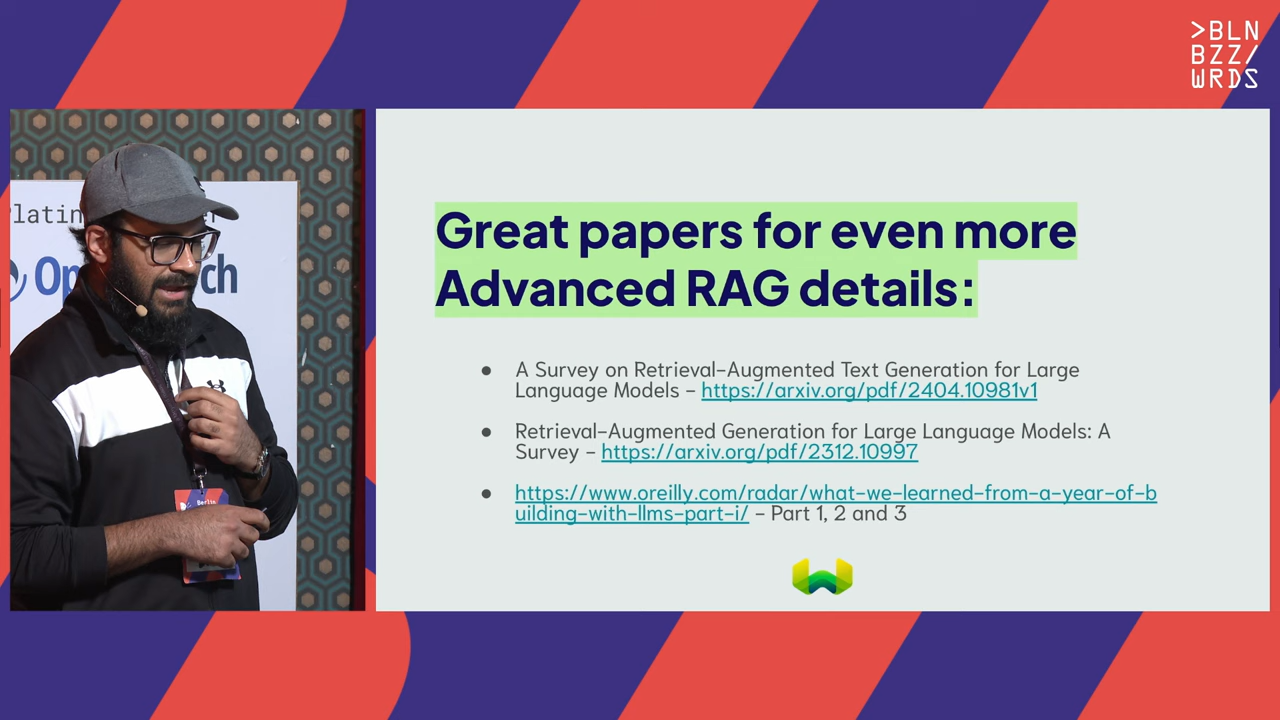 >BLN
BZZ/
WRDS
Great papers for even more
Advanced RAG details:
● A Survey on Retrieval-Augmented Text Generation for Large
Language Models - https://arxiv.org/pdf/2404.10981v1
● Retrieval-Augmented Generation for Large Language Models: A
Survey - https://arxiv.org/pdf/2312.10997
● https://www.oreilly.com/radar/what-we-learned-from-a-year-of-b
uilding-with-llms-part-i/ - Part 1, 2 and 3
Berlin